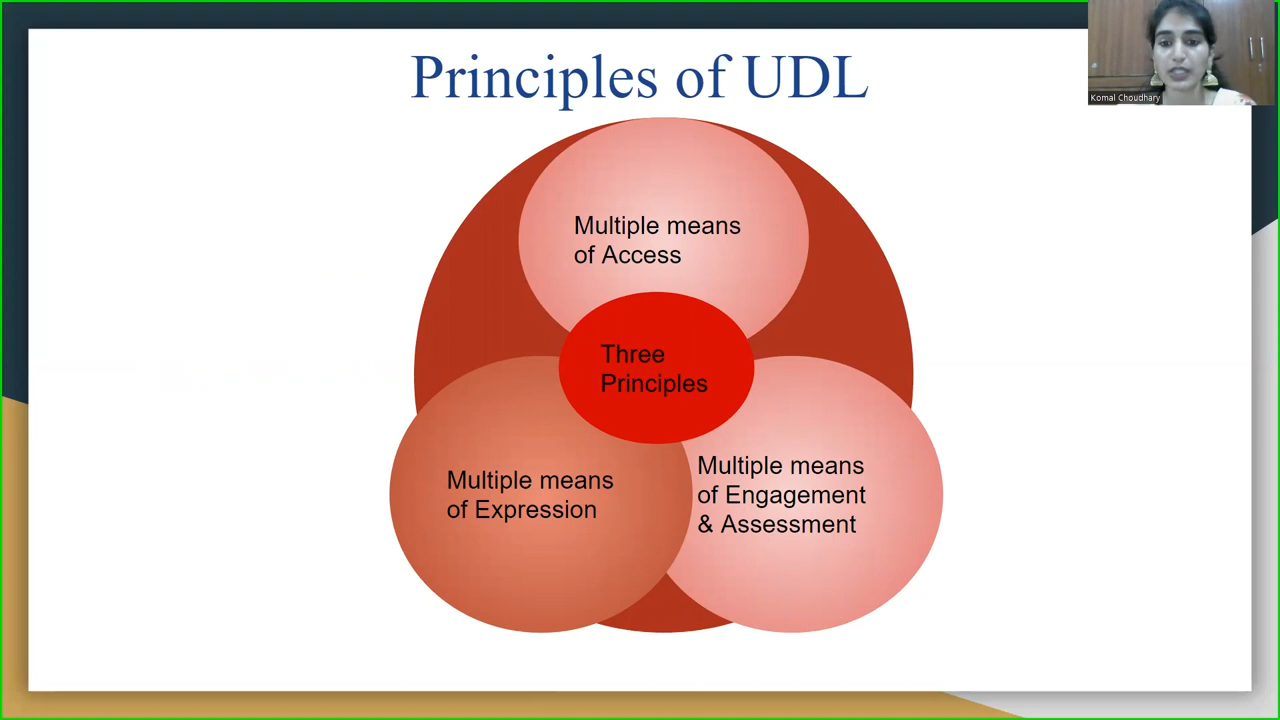 Principles of UDL
Komal Choudhary
Multiple means
of Access
Three
Principles
Multiple means
of Expression
Multiple means
of Engagement
& Assessment